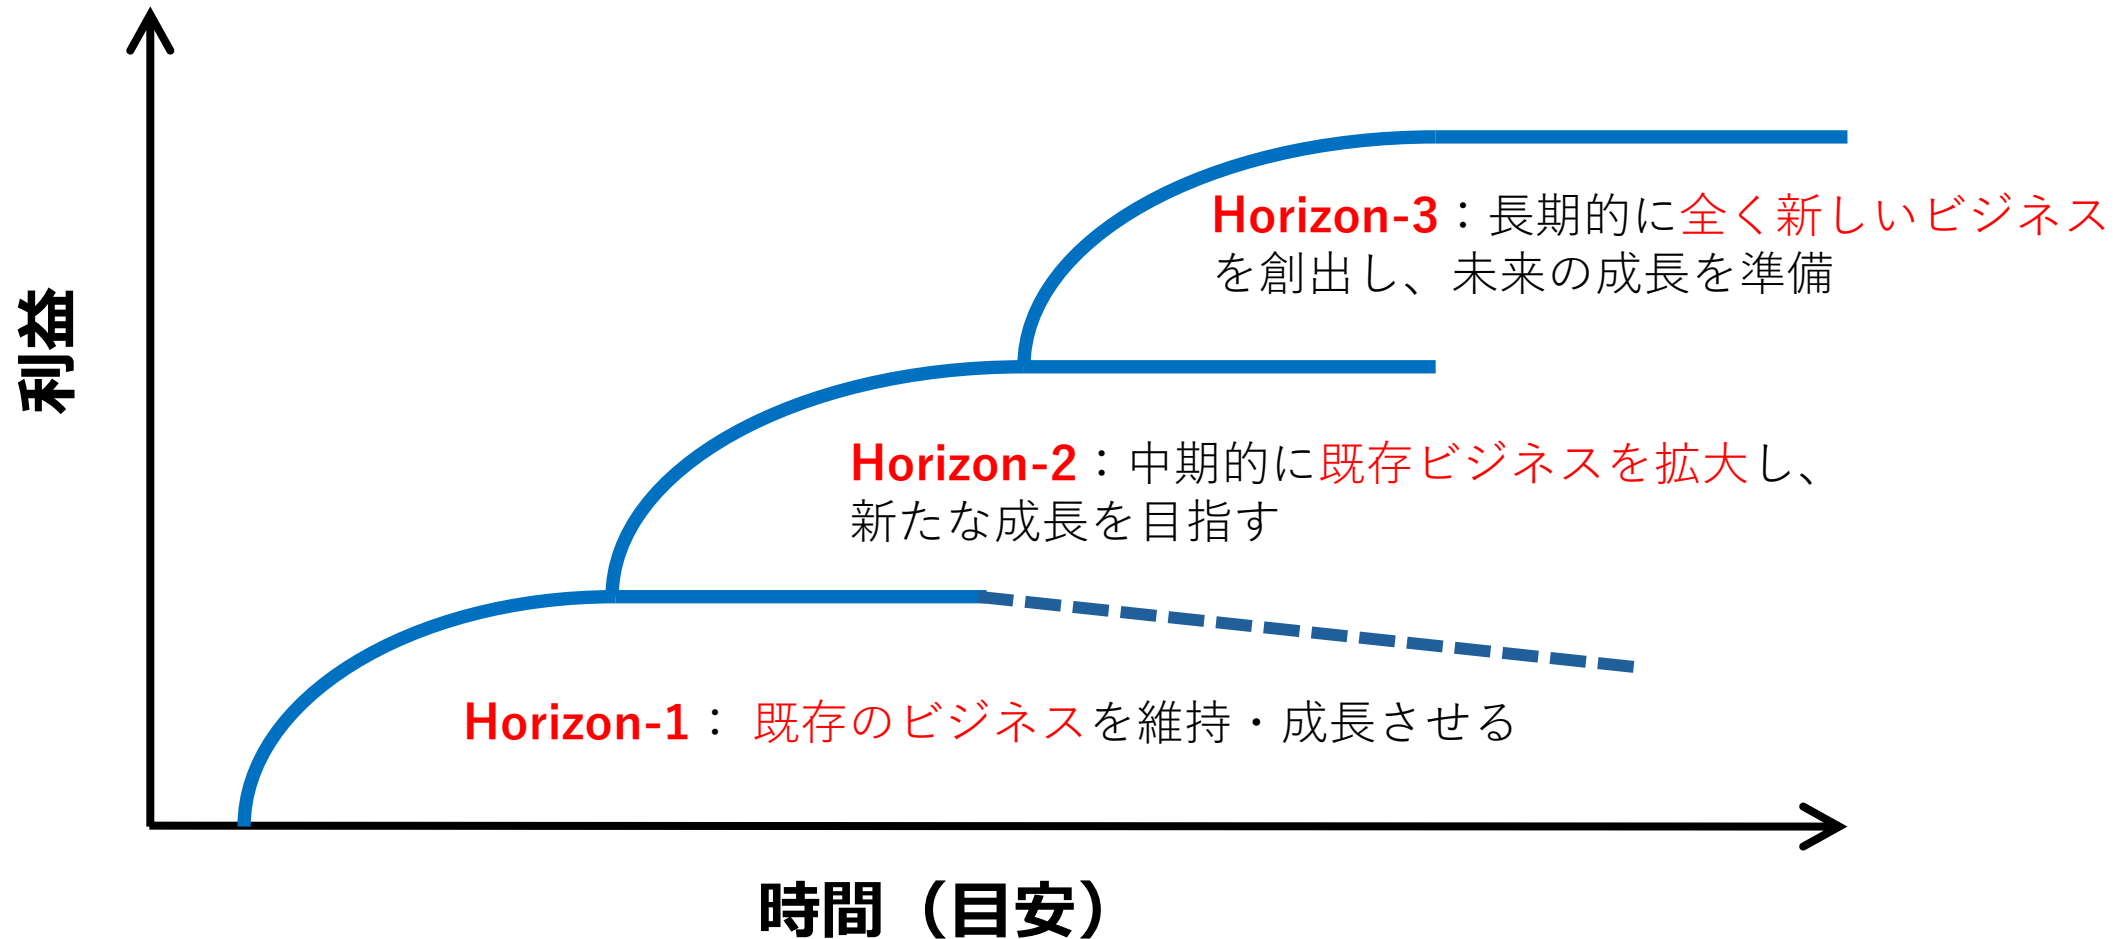 利益
Horizon-3：長期的に全く新しいビジネス
を創出し、未来の成長を準備
Horizon-2：中期的に既存ビジネスを拡大し、
新たな成長を目指す
Horizon-1： 既存のビジネスを維持・成長させる
時間（目安）